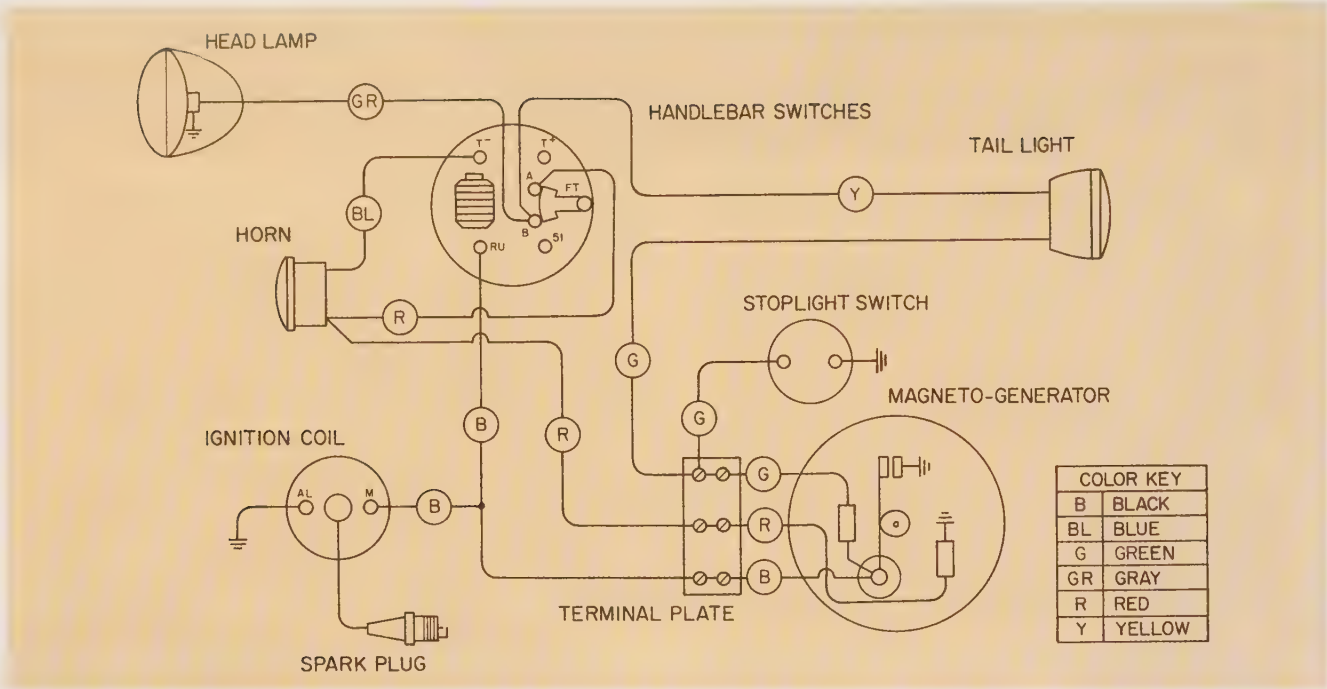 HEAD LAMP
GR
HANDLEBAR SWITCHES
T-
T+
TAIL LIGHT
A
FT
Y
BL
B
51
RU
HORN
R
STOPLIGHT SWITCH
G
MAGNETO-GENERATOR
G
B
R
IGNITION COIL
AL
M
B
G
R
B
COLOR KEY
B BLACK
BL BLUE
G GREEN
GR GRAY
R RED
Y YELLOW
TERMINAL PLATE
SPARK PLUG